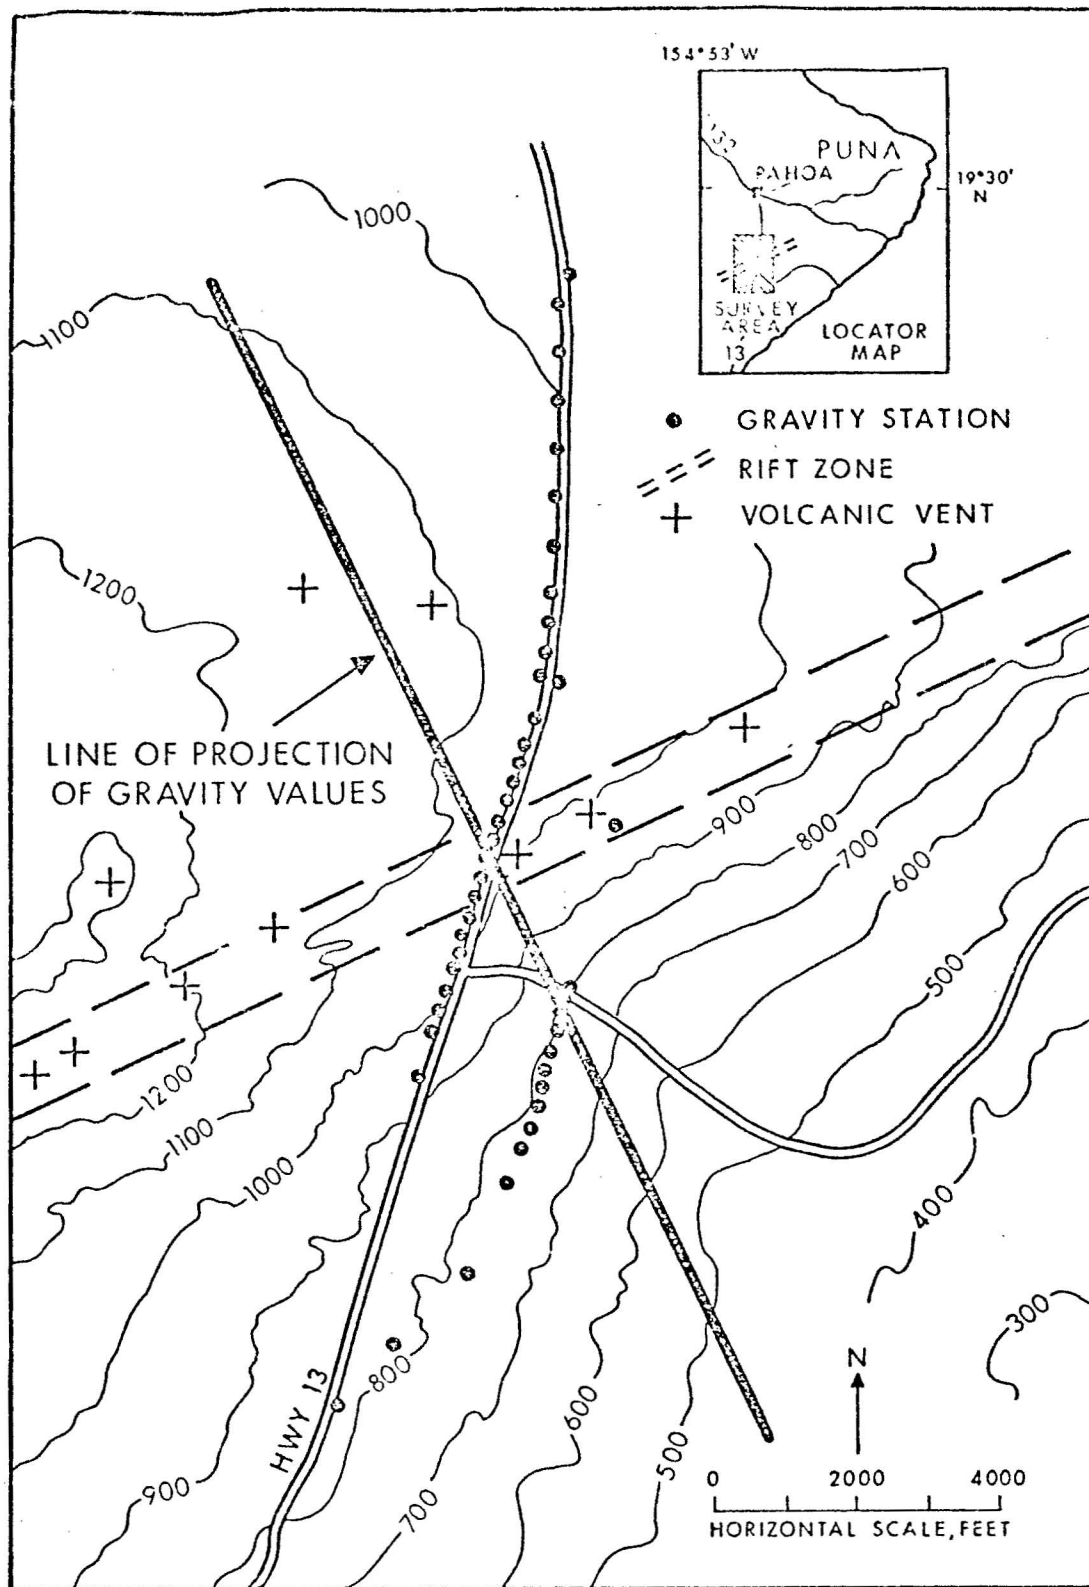 154°53' W
132
PUNA
PAHOA
19°30'
N
SURVEY
AREA
13
LOCATOR
MAP
GRAVITY STATION
RIFT ZONE
VOLCANIC VENT
1000
1100
1200
LINE OF PROJECTION
OF GRAVITY VALUES
900
800
700
600
500
1200
1100
1000
400
300
N
HWY 13
800
900
700
600
500
0 2000 4000
HORIZONTAL SCALE, FEET